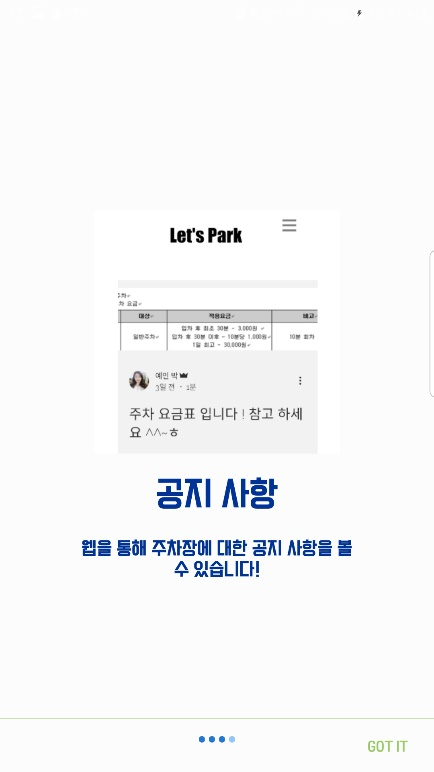 Let's Park
주차
차 요금
대상
적용요금
비고
입차 후 최초 30분 - 3,000원
일반주차
입차 후 30분 이후 - 10분당 1,000원
10분 회차
1일 최고 - 30,000원
예민 박
3일 전 · 1분
주차 요금표 입니다 ! 참고 하세
요 ^^~ㅎ
공지 사항
웹을 통해 주차장에 대한 공지 사항을 볼
수 있습니다!
GOT IT